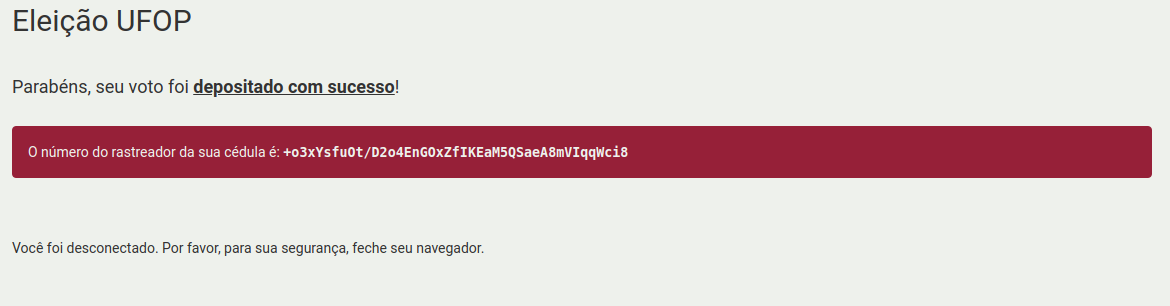 Eleição UFOP
Parabéns, seu voto foi depositado com sucesso!
O número do rastreador da sua cédula é: +o3xYsfuOt/D2o4EnGOxZfIKEaM5QSaeA8mVIqqWci8
Você foi desconectado. Por favor, para sua segurança, feche seu navegador.